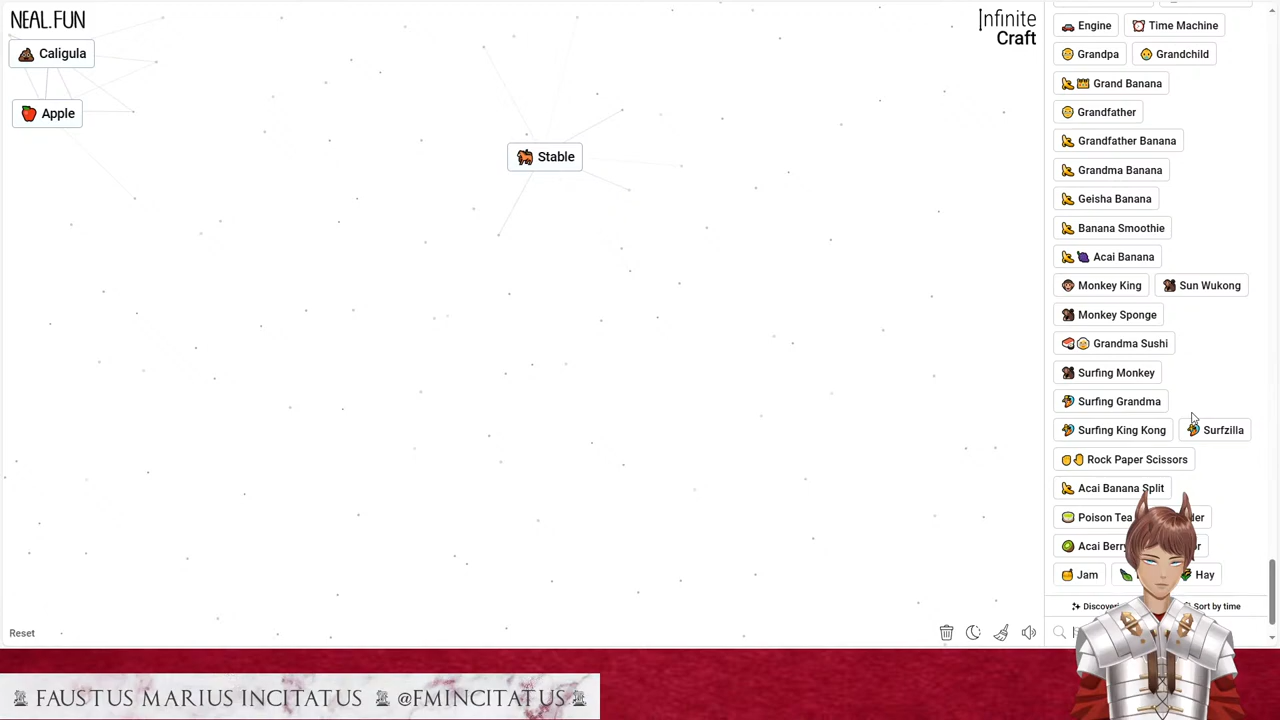 NEAL.FUN
Infinite
Craft
Caligula
Apple
Stable
Engine Time Machine
Grandpa Grandchild
Grand Banana
Grandfather
Grandfather Banana
Grandma Banana
Geisha Banana
Banana Smoothie
Acai Banana
Monkey King Sun Wukong
Monkey Sponge
Grandma Sushi
Surfing Monkey
Surfing Grandma
Surfing King Kong Surfzilla
Rock Paper Scissors
Acai Banana Split
Poison Tea
Acai Berry
Jam Hay
Sort by time
Reset
FAUSTUS MARIUS INCITATUS @FMINCITATUS